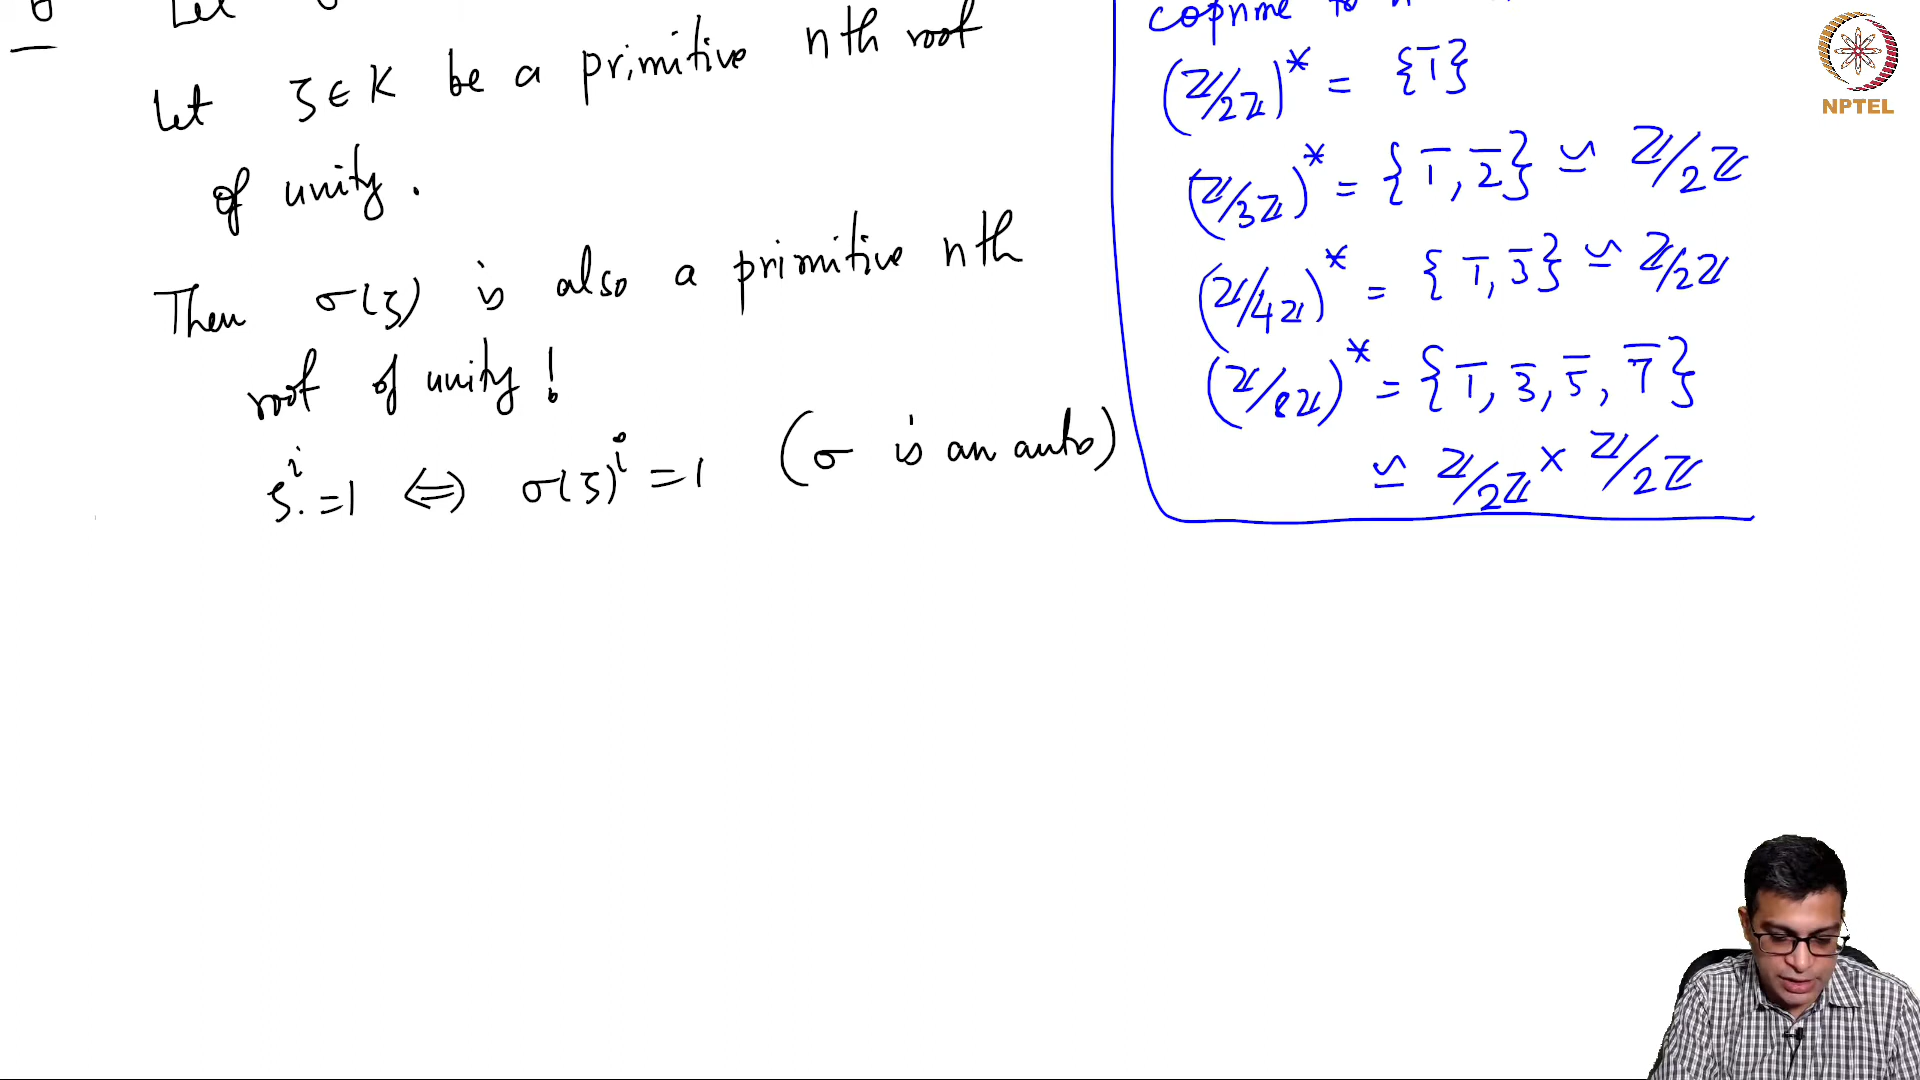 Let
Let ζ ∈ K be a primitive nth root
of unity.
Then σ(ζ) is also a primitive nth
root of unity!
ζ^i = 1 ⟺ σ(ζ)^i = 1 (σ is an auto)
coprime to n
(ℤ/2ℤ)^* = {1̅}
(ℤ/3ℤ)^* = {1̅, 2̅} ≃ ℤ/2ℤ
(ℤ/4ℤ)^* = {1̅, 3̅} ≃ ℤ/2ℤ
(ℤ/8ℤ)^* = {1̅, 3̅, 5̅, 7̅}
≃ ℤ/2ℤ × ℤ/2ℤ
NPTEL